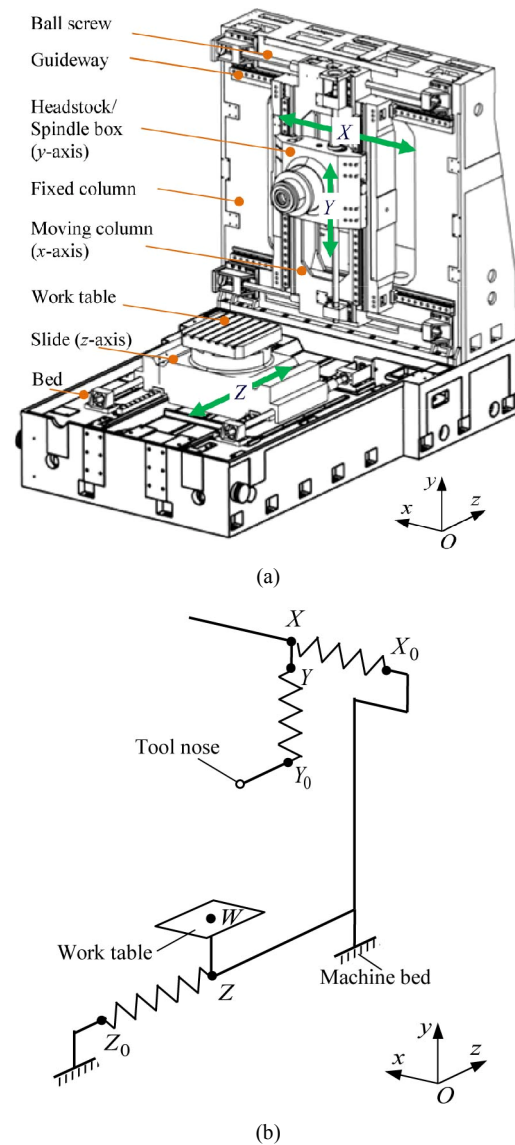 Ball screw
Guideway
Headstock/
Spindle box
(y-axis)
Fixed column
Moving column
(x-axis)
Work table
Slide (z-axis)
Bed
X
Y
Z
y
z
x
O
(a)
X
X0
Y
Tool nose
Y0
W
Work table
Z
Machine bed
Z0
y
z
x
O
(b)